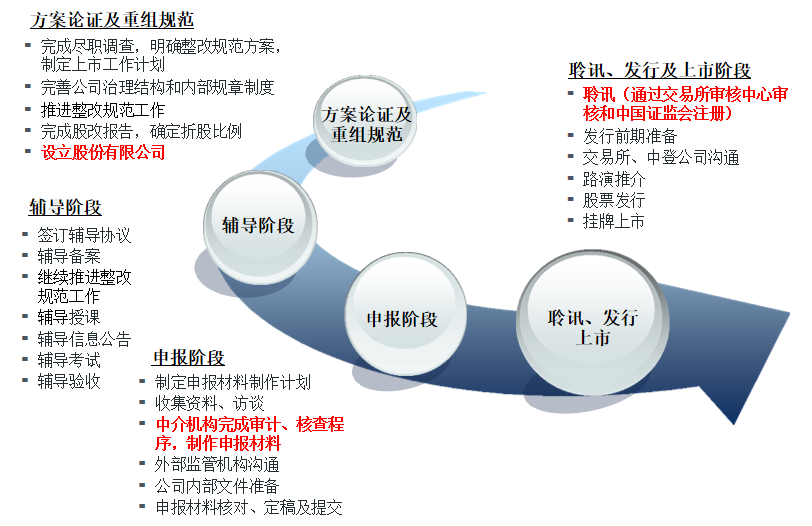 方案论证及重组规范
完成尽职调查，明确整改规范方案，
制定上市工作计划
完善公司治理结构和内部规章制度
推进整改规范工作
完成股改报告，确定折股比例
设立股份有限公司
方案论证及
重组规范
聆讯、发行及上市阶段
聆讯（通过交易所审核中心审
核和中国证监会注册）
发行前期准备
交易所、中登公司沟通
路演推介
股票发行
挂牌上市
辅导阶段
签订辅导协议
辅导备案
继续推进整改
规范工作
辅导授课
辅导信息公告
辅导考试
辅导验收
辅导阶段
申报阶段
聆讯、发行
上市
申报阶段
制定申报材料制作计划
收集资料、访谈
中介机构完成审计、核查程
序，制作申报材料
外部监管机构沟通
公司内部文件准备
申报材料核对、定稿及提交